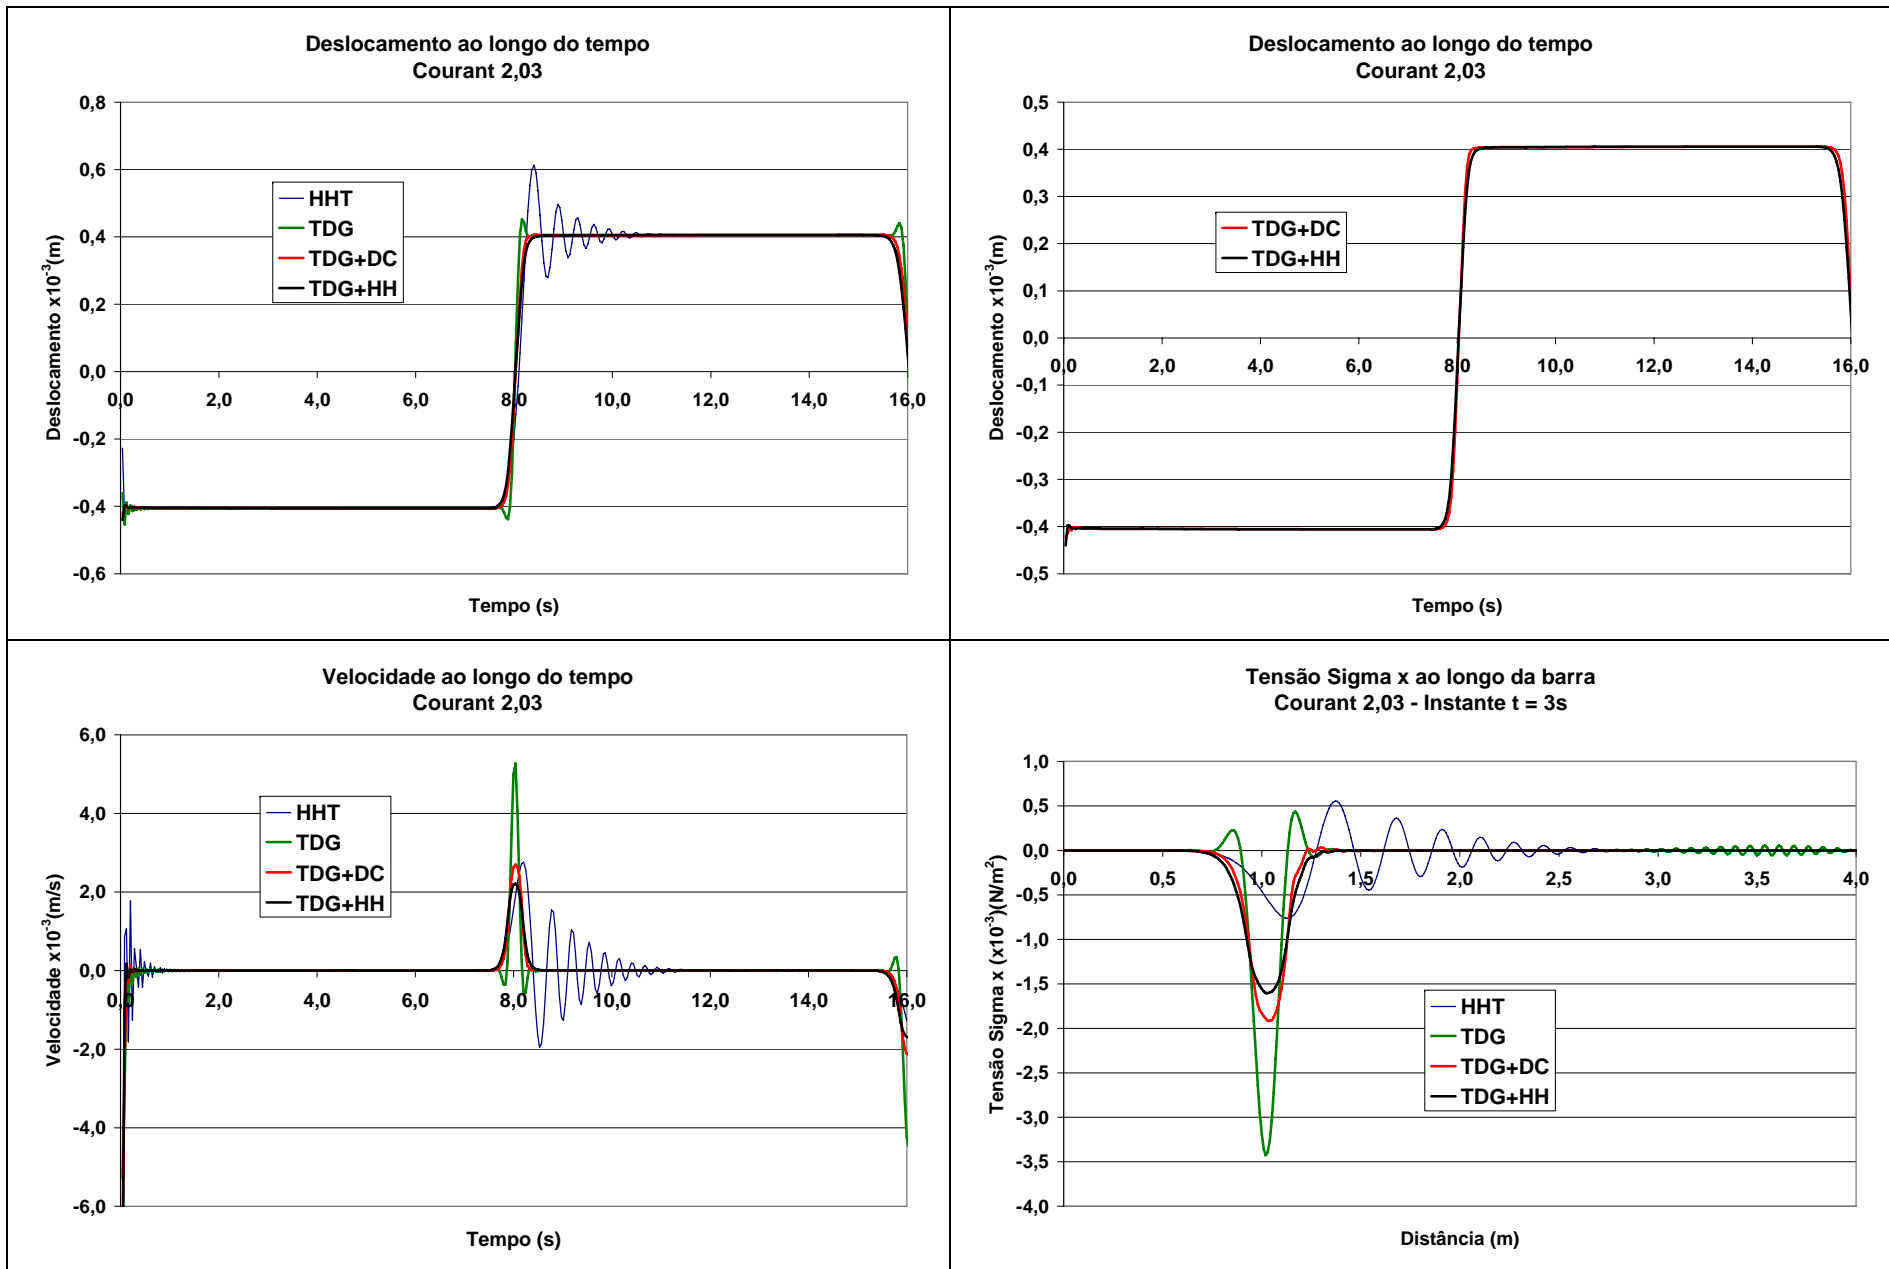 Deslocamento ao longo do tempo
Courant 2,03
0,8
0,6
0,4
0,2
0,0
-0,2
-0,4
-0,6
0,0 2,0 4,0 6,0 8,0 10,0 12,0 14,0 16,0
Deslocamento x10⁻³(m)
Tempo (s)
HHT
TDG
TDG+DC
TDG+HH
Deslocamento ao longo do tempo
Courant 2,03
0,5
0,4
0,3
0,2
0,1
0,0
-0,1
-0,2
-0,3
-0,4
-0,5
0,0 2,0 4,0 6,0 8,0 10,0 12,0 14,0 16,0
Deslocamento x10⁻³(m)
Tempo (s)
TDG+DC
TDG+HH
Velocidade ao longo do tempo
Courant 2,03
6,0
4,0
2,0
0,0
-2,0
-4,0
-6,0
0,0 2,0 4,0 6,0 8,0 10,0 12,0 14,0 16,0
Velocidade x10⁻³(m/s)
Tempo (s)
HHT
TDG
TDG+DC
TDG+HH
Tensão Sigma x ao longo da barra
Courant 2,03 - Instante t = 3s
1,0
0,5
0,0
-0,5
-1,0
-1,5
-2,0
-2,5
-3,0
-3,5
-4,0
0,0 0,5 1,0 1,5 2,0 2,5 3,0 3,5 4,0
Tensão Sigma x (x10⁻³)(N/m²)
Distância (m)
HHT
TDG
TDG+DC
TDG+HH